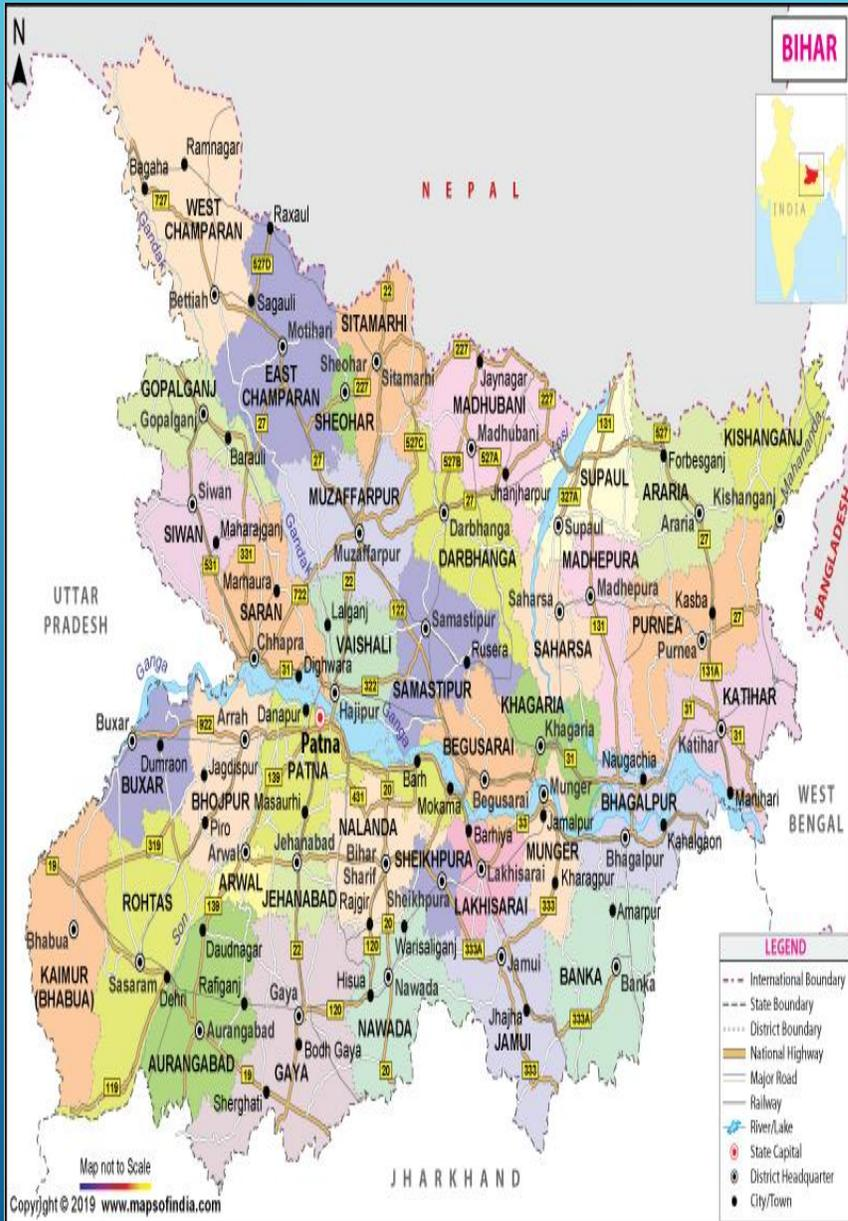 N
BIHAR
INDIA
NEPAL
Ramnagar
Bagaha
727
WEST
CHAMPARAN
Gandak
Raxaul
527D
Bettiah
Sagauli
22
SITAMARHI
Motihari
Sheohar
Sitamarhi
EAST
CHAMPARAN
227
SHEOHAR
227
Jaynagar
MADHUBANI
227
GOPALGANJ
Gopalganj
27
Barauli
27
527C
Madhubani
527B
527A
Jhanjharpur
Kosi
131
527
SUPAUL
Forbesganj
KISHANGANJ
Mahananda
ARARIA
Kishanganj
Araria
27
Siwan
SIWAN
Maharajganj
331
531
Gandak
MUZAFFARPUR
Muzaffarpur
27
Darbhanga
DARBHANGA
327A
Supaul
MADHEPURA
Madhepura
BANGLADESH
UTTAR
PRADESH
Marhaura
SARAN
722
22
Lalganj
VAISHALI
122
Samastipur
Saharsa
SAHARSA
131
Kasba
PURNEA
Purnea
27
131A
Chhapra
31
Dighwara
322
Hajipur
Rusera
SAMASTIPUR
KHAGARIA
Khagaria
31
KATIHAR
31
Katihar
31
Ganga
Buxar
922
Arrah
Danapur
Patna
Ganga
BEGUSARAI
Begusarai
31
Naugachia
Manihari
WEST
BENGAL
Dumraon
BUXAR
Jagdispur
BHOJPUR
Piro
139
PATNA
Masaurhi
431
20
Barh
Mokama
Munger
Jamalpur
33
BHAGALPUR
Bhagalpur
Kahalgaon
319
19
Arwal
ARWAL
Jehanabad
JEHANABAD
NALANDA
Bihar
Sharif
Rajgir
SHEIKHPURA
Sheikhpura
Barhiya
Lakhisarai
LAKHISARAI
MUNGER
Kharagpur
333
Amarpur
ROHTAS
139
Son
Daudnagar
Bhabua
KAIMUR
(BHABUA)
Sasaram
Dehri
Rafiganj
22
20
120
Warisaliganj
333A
Jamui
BANKA
Banka
Hisua
Nawada
Gaya
120
NAWADA
Aurangabad
AURANGABAD
Bodh Gaya
GAYA
19
Sherghati
119
20
Jhajha
JAMUI
333A
333
JHARKHAND
LEGEND
International Boundary
State Boundary
District Boundary
National Highway
Major Road
Railway
River/Lake
State Capital
District Headquarter
City/Town
Map not to Scale
Copyright © 2019 www.mapsofindia.com